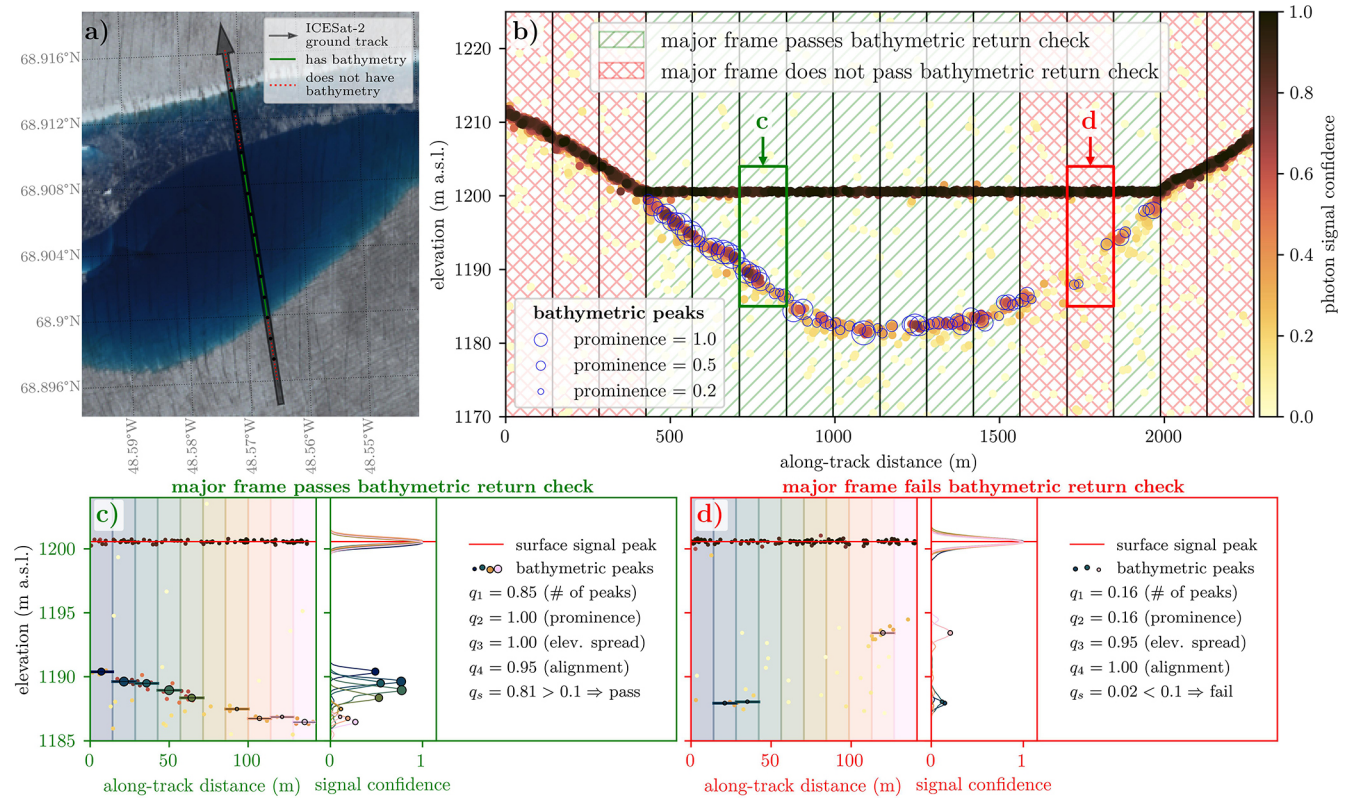 a)
ICESat-2
ground track
has bathymetry
does not have
bathymetry
68.916°N
68.912°N
68.908°N
68.904°N
68.9°N
68.896°N
48.59°W
48.58°W
48.57°W
48.56°W
48.55°W
b)
major frame passes bathymetric return check
major frame does not pass bathymetric return check
c
d
elevation (m a.s.l.)
1220
1210
1200
1190
1180
1170
bathymetric peaks
prominence = 1.0
prominence = 0.5
prominence = 0.2
0
500
1000
1500
2000
along-track distance (m)
1.0
0.8
0.6
0.4
0.2
0.0
photon signal confidence
major frame passes bathymetric return check
c)
elevation (m a.s.l.)
1200
1195
1190
1185
surface signal peak
bathymetric peaks
q1 = 0.85 (# of peaks)
q2 = 1.00 (prominence)
q3 = 1.00 (elev. spread)
q4 = 0.95 (alignment)
qs = 0.81 > 0.1 ⇒ pass
0
50
100
0
1
along-track distance (m)
signal confidence
major frame fails bathymetric return check
d)
surface signal peak
bathymetric peaks
q1 = 0.16 (# of peaks)
q2 = 0.16 (prominence)
q3 = 0.95 (elev. spread)
q4 = 1.00 (alignment)
qs = 0.02 < 0.1 ⇒ fail
0
50
100
0
1
along-track distance (m)
signal confidence